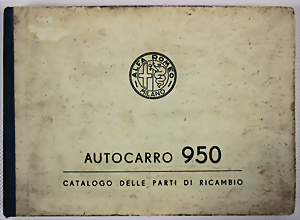 ALFA ROMEO
MILANO
AUTOCARRO 950
CATALOGO DELLE PARTI DI RICAMBIO